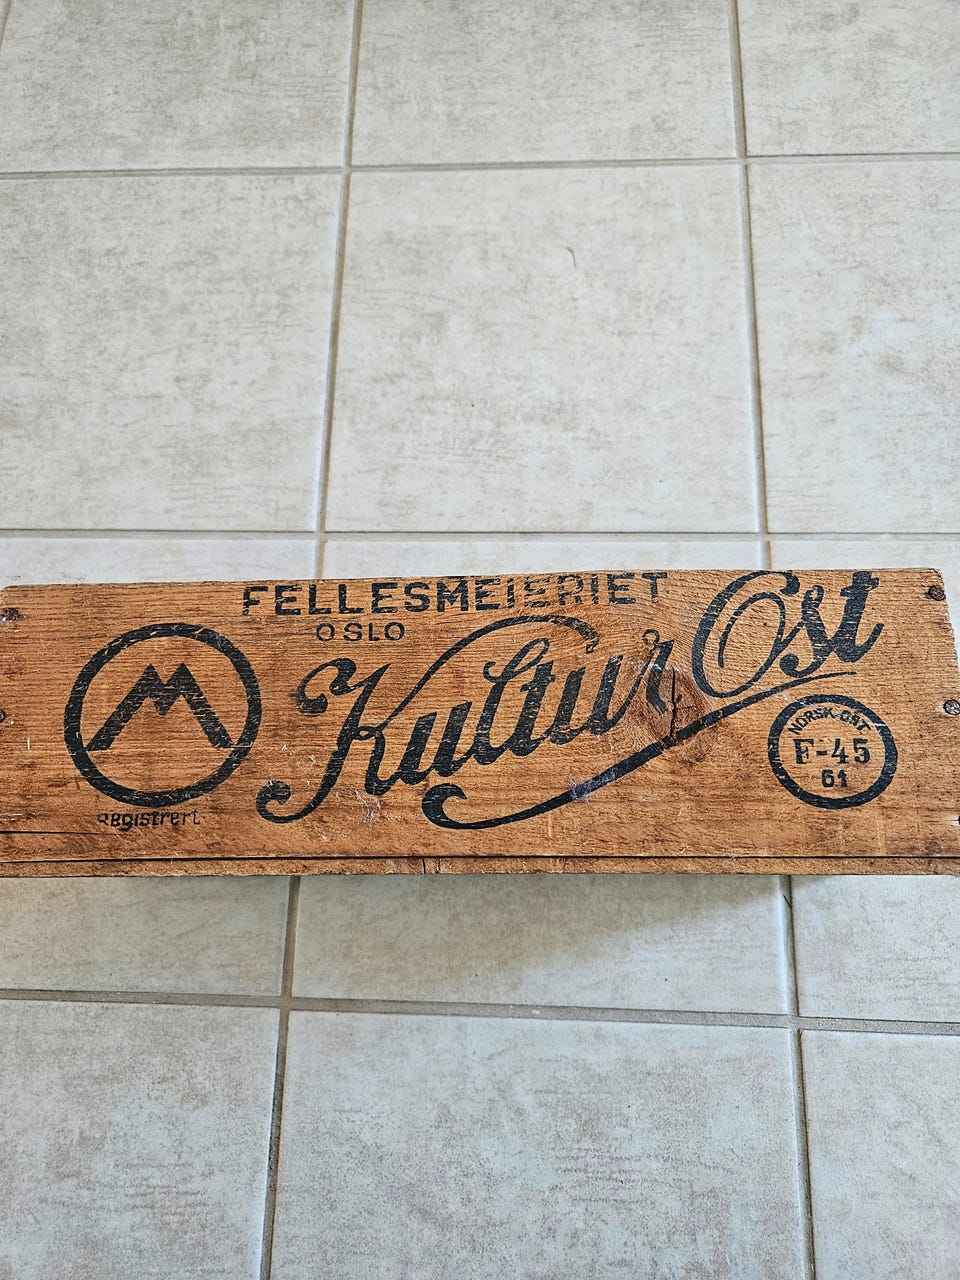 FELLESMEIERIET
OSLO
Kultur Ost
M
Registrert
NORSK OST
F-45
61